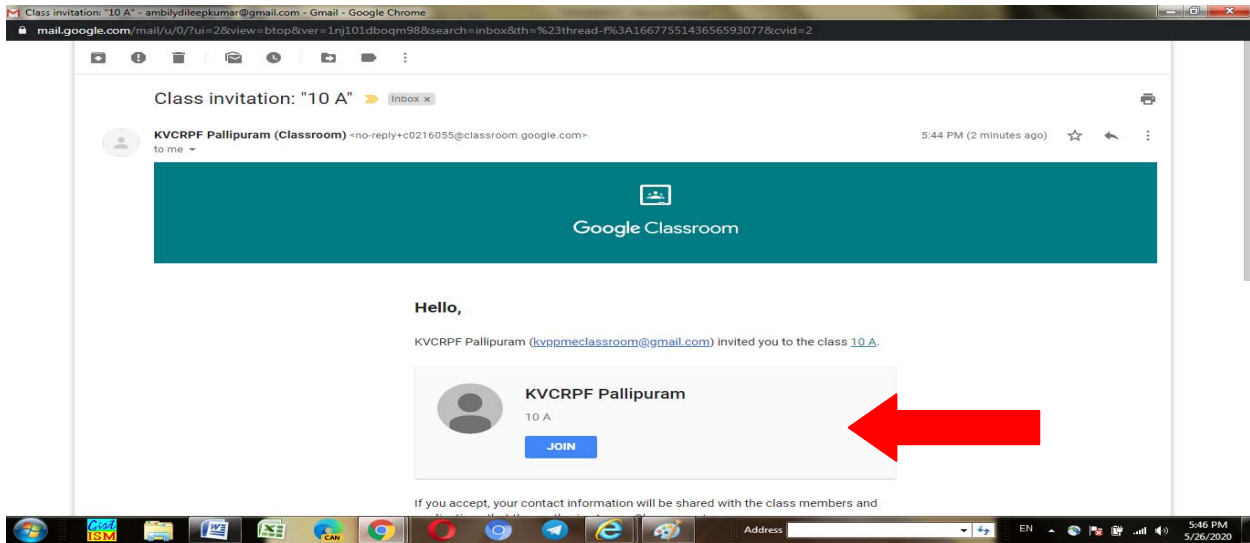 Class invitation: "10 A" - ambilydileepkumar@gmail.com - Gmail - Google Chrome
mail.google.com/mail/u/0/?ui=2&view=btop&ver=1nj101dboqm98&search=inbox&th=%23thread-f%3A1667755143656593077&cvid=2
Class invitation: "10 A" Inbox x
KVCRPF Pallipuram (Classroom) <no-reply+c0216055@classroom.google.com> 5:44 PM (2 minutes ago)
to me
Google Classroom
Hello,
KVCRPF Pallipuram (kvppmeclassroom@gmail.com) invited you to the class 10 A.
KVCRPF Pallipuram
10 A
JOIN
If you accept, your contact information will be shared with the class members and
Gist
ISM
CAN
Address
EN
5:46 PM
5/26/2020